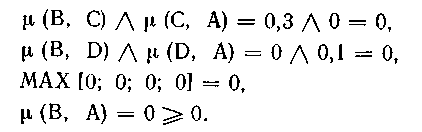 μ (B, C) ⋀ μ (C, A) = 0,3 ⋀ 0 = 0,
μ (B, D) ⋀ μ (D, A) = 0 ⋀ 0,1 = 0,
MAX [0; 0; 0; 0] = 0,
μ (B, A) = 0 ⩾ 0.